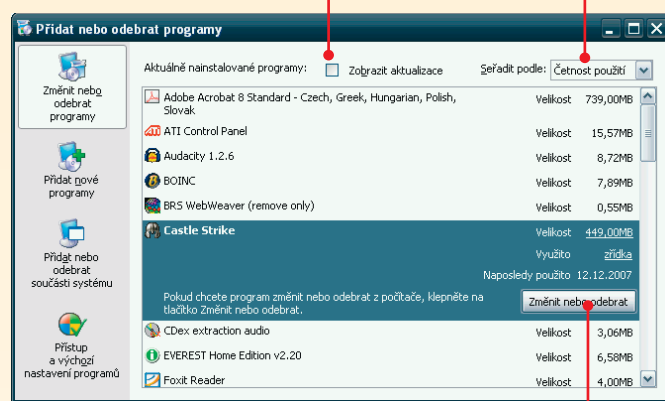 Přidat nebo odebrat programy
Změnit nebo
odebrat
programy
Přidat nové
programy
Přidat nebo
odebrat
součásti systému
Přístup
a výchozí
nastavení programů
Aktuálně nainstalované programy:
Zobrazit aktualizace
Seřadit podle: Četnost použití
Adobe Acrobat 8 Standard - Czech, Greek, Hungarian, Polish,
Slovak
Velikost 739,00MB
ATI Control Panel Velikost 15,57MB
Audacity 1.2.6 Velikost 8,72MB
BOINC Velikost 7,89MB
BRS WebWeaver (remove only) Velikost 0,55MB
Castle Strike Velikost 449,00MB
Využito zřídka
Naposledy použito 12.12.2007
Pokud chcete program změnit nebo odebrat z počítače, klepněte na
tlačítko Změnit nebo odebrat.
Změnit nebo odebrat
CDex extraction audio Velikost 3,06MB
EVEREST Home Edition v2.20 Velikost 6,58MB
Foxit Reader Velikost 4,00MB